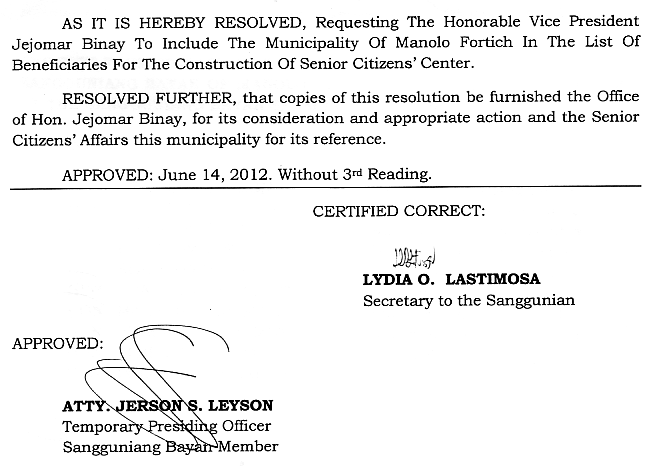 AS IT IS HEREBY RESOLVED, Requesting The Honorable Vice President
Jejomar Binay To Include The Municipality Of Manolo Fortich In The List Of
Beneficiaries For The Construction Of Senior Citizens' Center.
RESOLVED FURTHER, that copies of this resolution be furnished the Office
of Hon. Jejomar Binay, for its consideration and appropriate action and the Senior
Citizens' Affairs this municipality for its reference.
APPROVED: June 14, 2012. Without 3rd Reading.
CERTIFIED CORRECT:
LYDIA O. LASTIMOSA
Secretary to the Sanggunian
APPROVED:
ATTY. JERSON S. LEYSON
Temporary Presiding Officer
Sangguniang Bayan Member